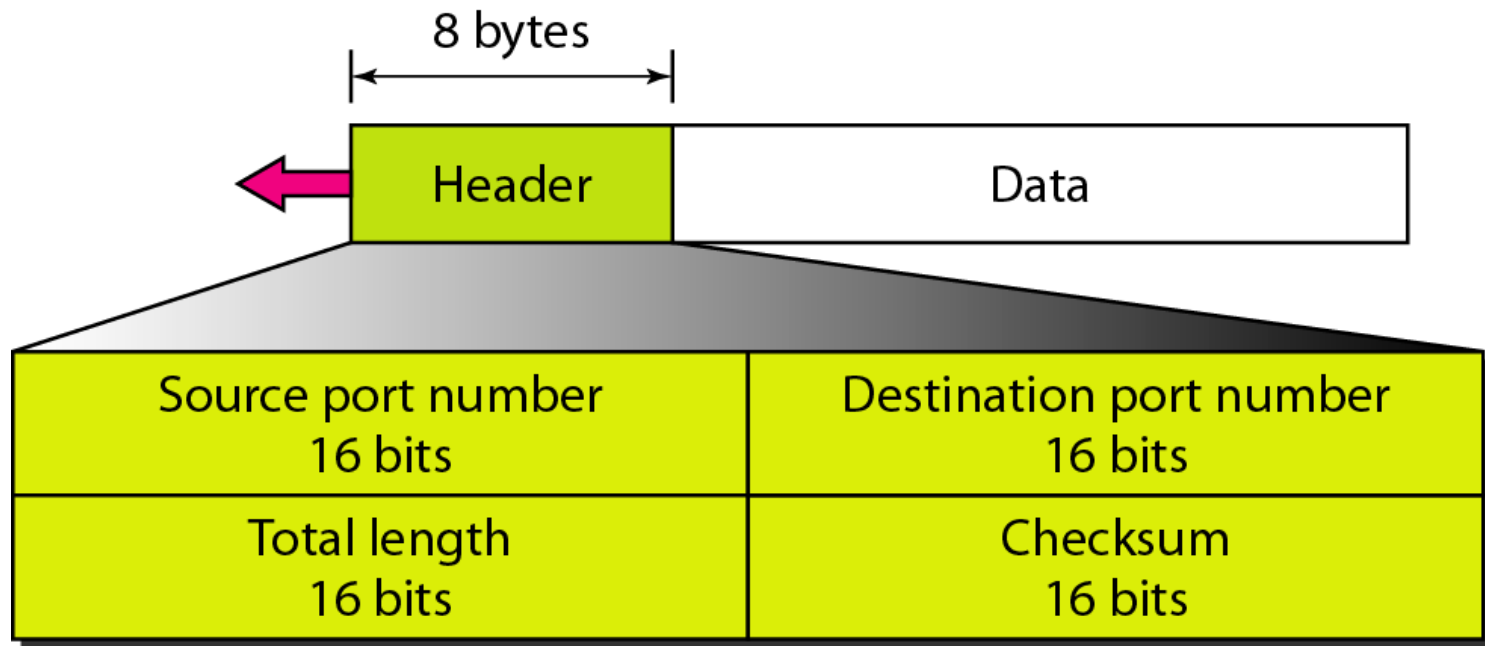 8 bytes
Header
Data
Source port number
16 bits
Destination port number
16 bits
Total length
16 bits
Checksum
16 bits